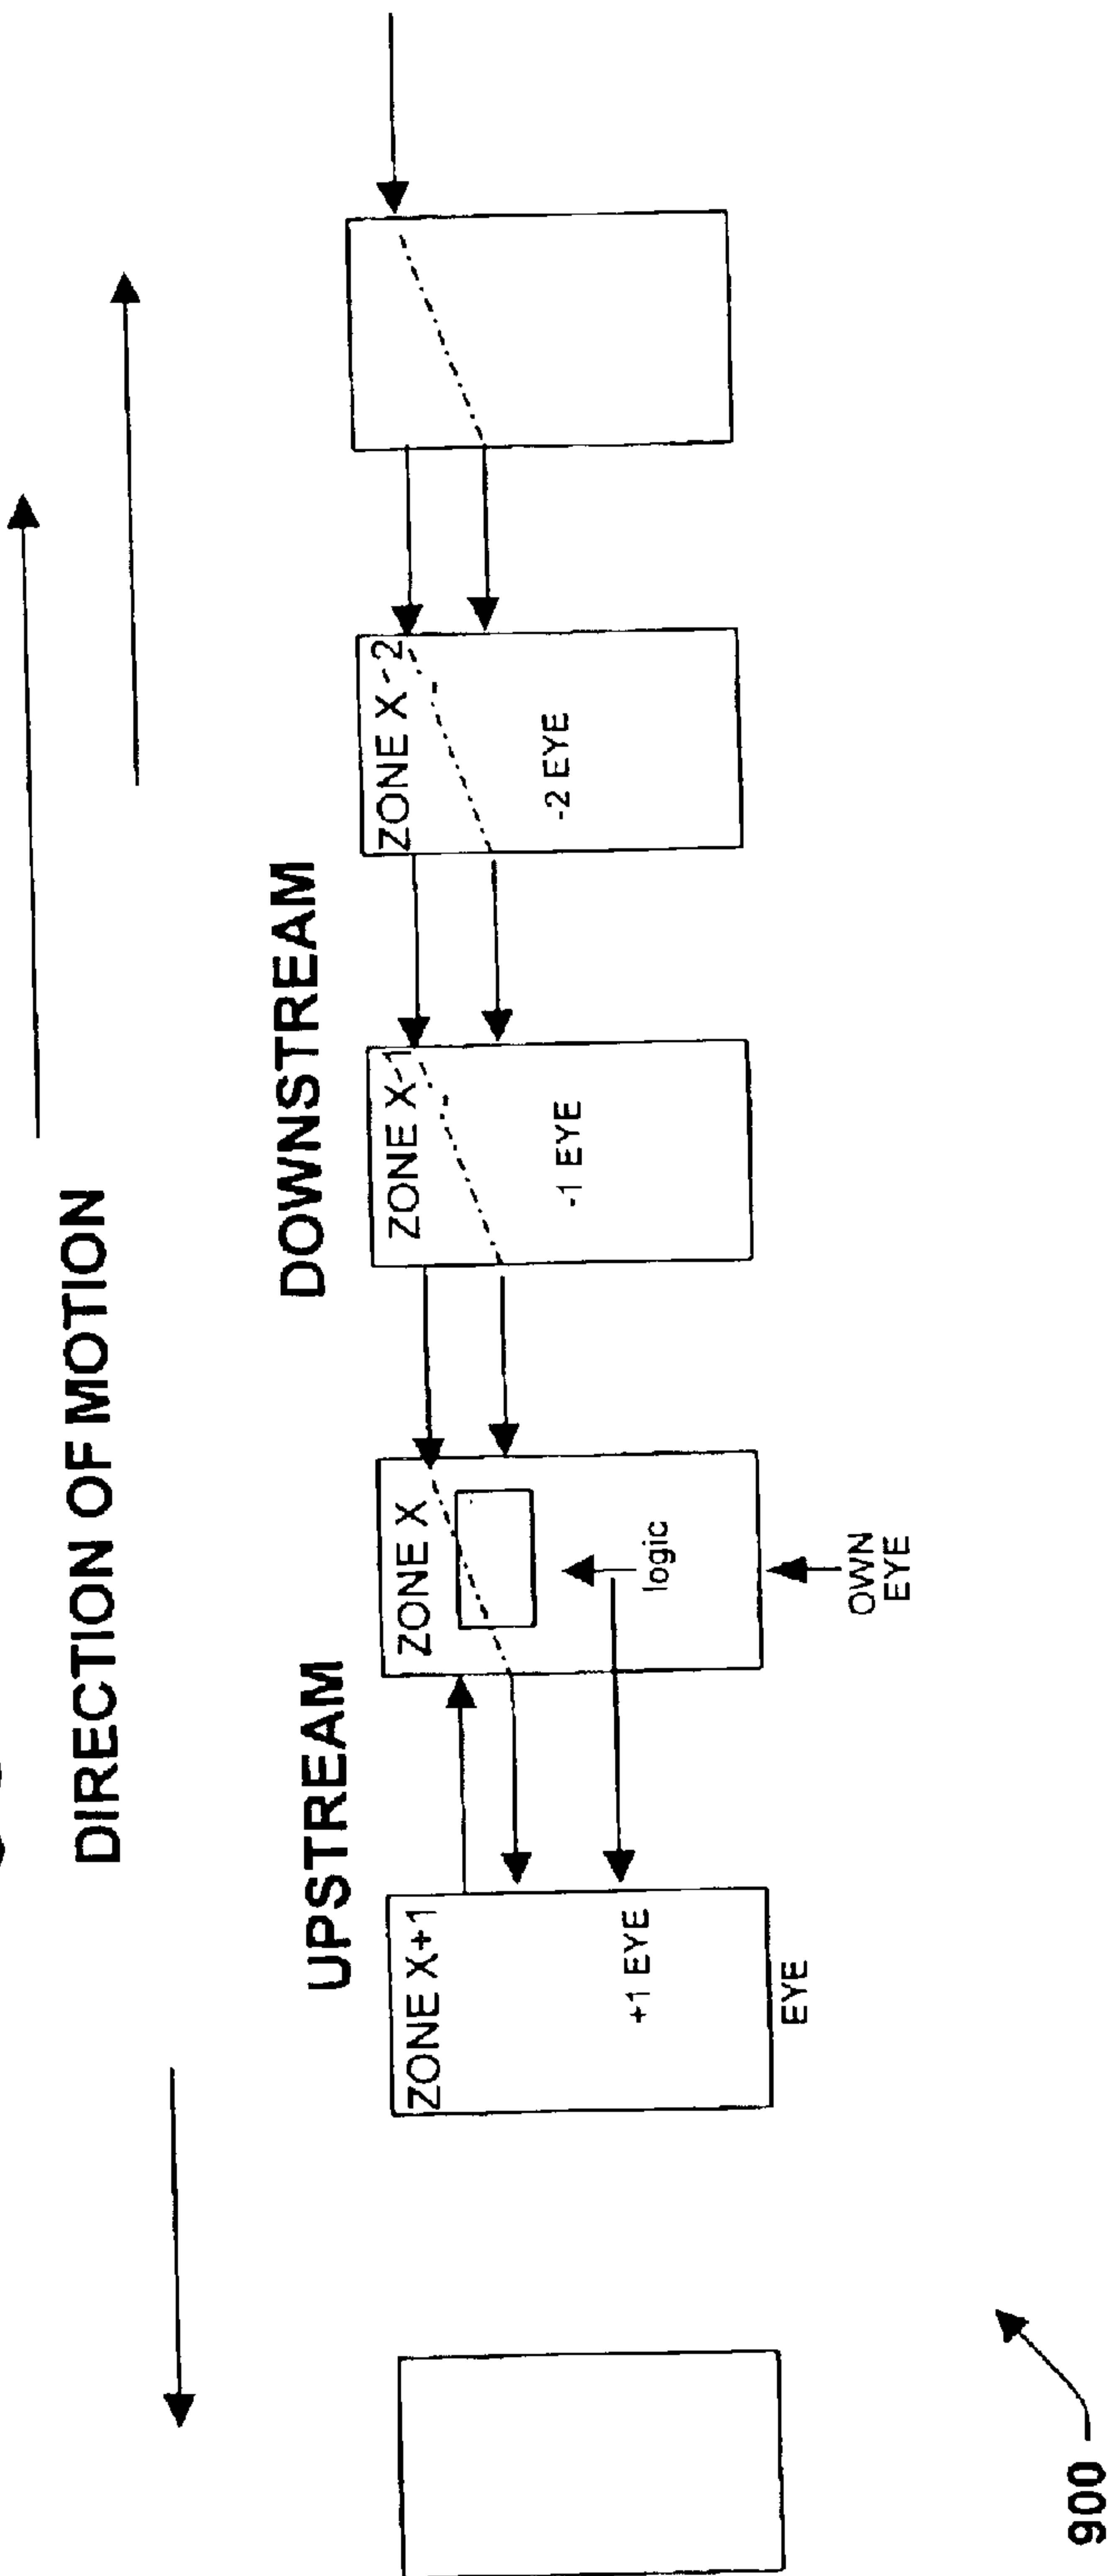 DIRECTION OF MOTION
UPSTREAM
DOWNSTREAM
ZONE X+1
ZONE X
ZONE X-1
ZONE X-2
+1 EYE
logic
-1 EYE
-2 EYE
EYE
OWN
EYE
900